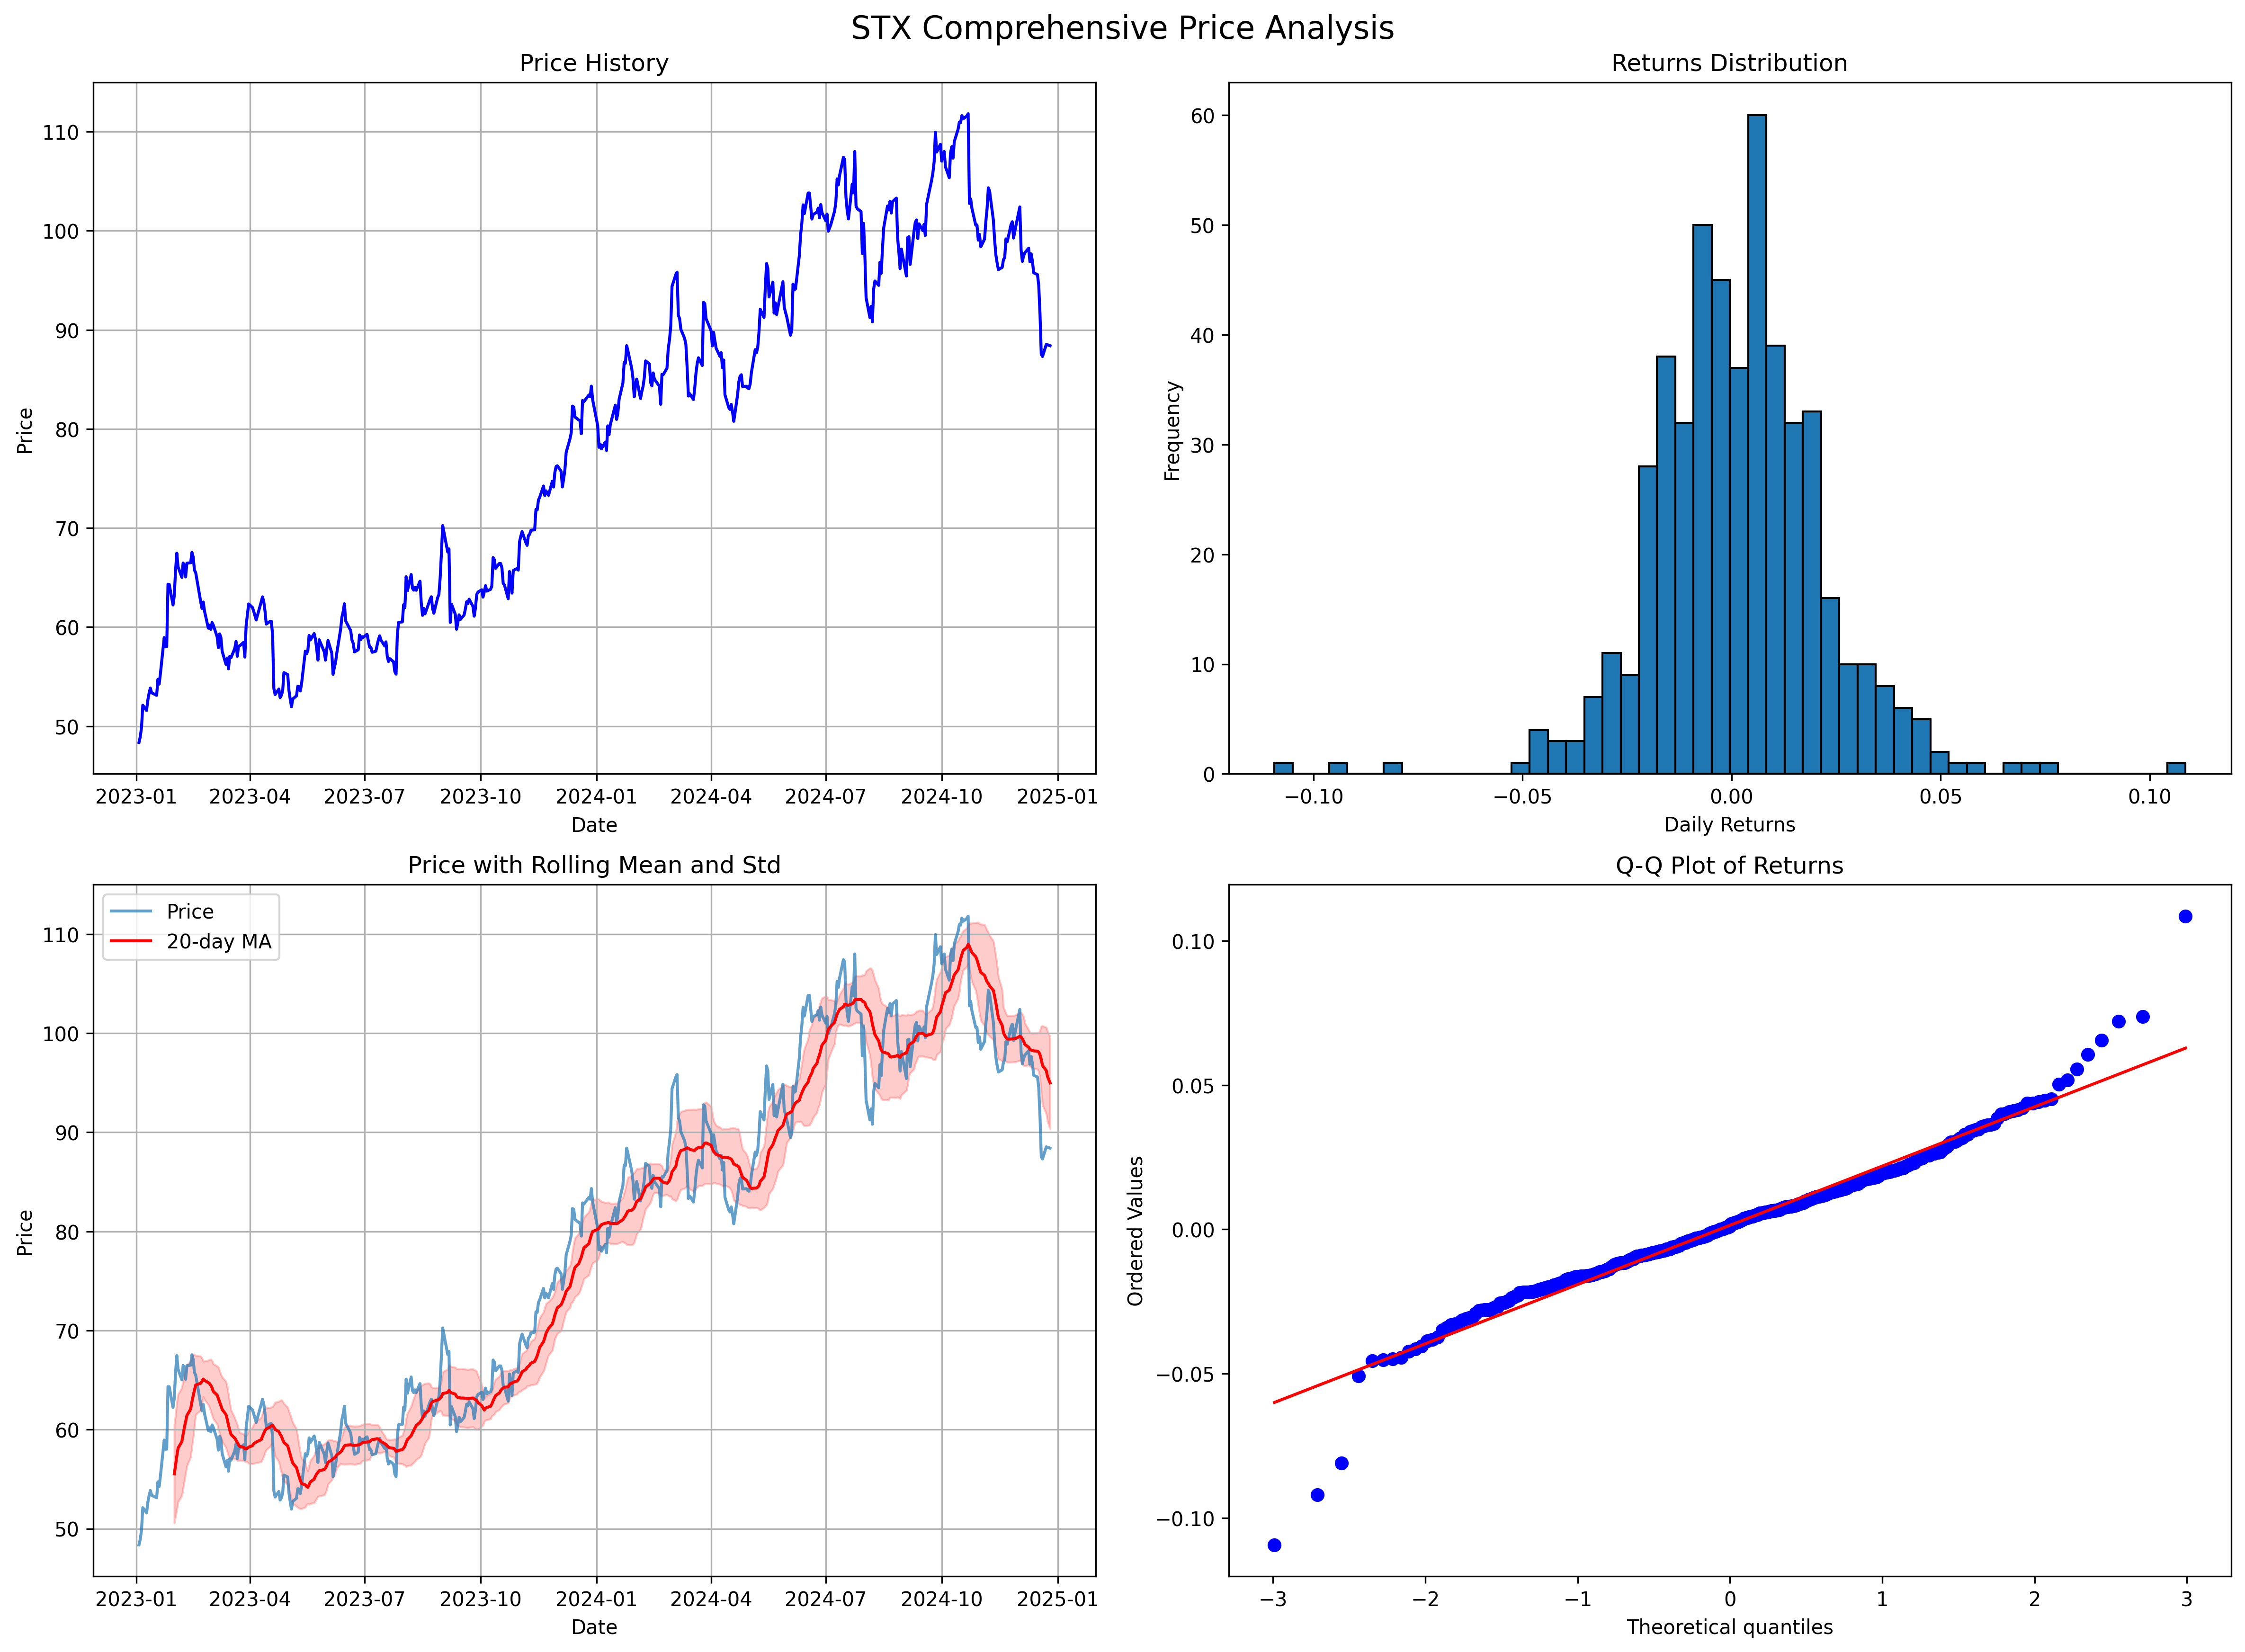 STX Comprehensive Price Analysis
Price History
110
100
90
80
70
60
50
Price
2023-01 2023-04 2023-07 2023-10 2024-01 2024-04 2024-07 2024-10 2025-01
Date
Returns Distribution
60
50
40
30
20
10
0
Frequency
−0.10 −0.05 0.00 0.05 0.10
Daily Returns
Price with Rolling Mean and Std
Price
20-day MA
110
100
90
80
70
60
50
Price
2023-01 2023-04 2023-07 2023-10 2024-01 2024-04 2024-07 2024-10 2025-01
Date
Q-Q Plot of Returns
0.10
0.05
0.00
−0.05
−0.10
Ordered Values
−3 −2 −1 0 1 2 3
Theoretical quantiles